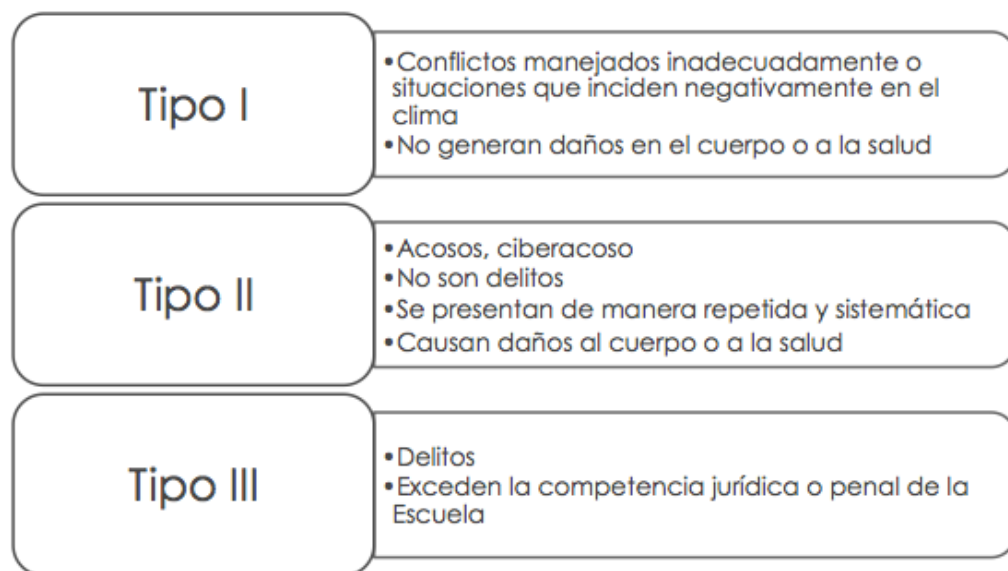 Tipo I
•Conflictos manejados inadecuadamente o
situaciones que inciden negativamente en el
clima
•No generan daños en el cuerpo o a la salud
Tipo II
•Acosos, ciberacoso
•No son delitos
•Se presentan de manera repetida y sistemática
•Causan daños al cuerpo o a la salud
Tipo III
•Delitos
•Exceden la competencia jurídica o penal de la
Escuela